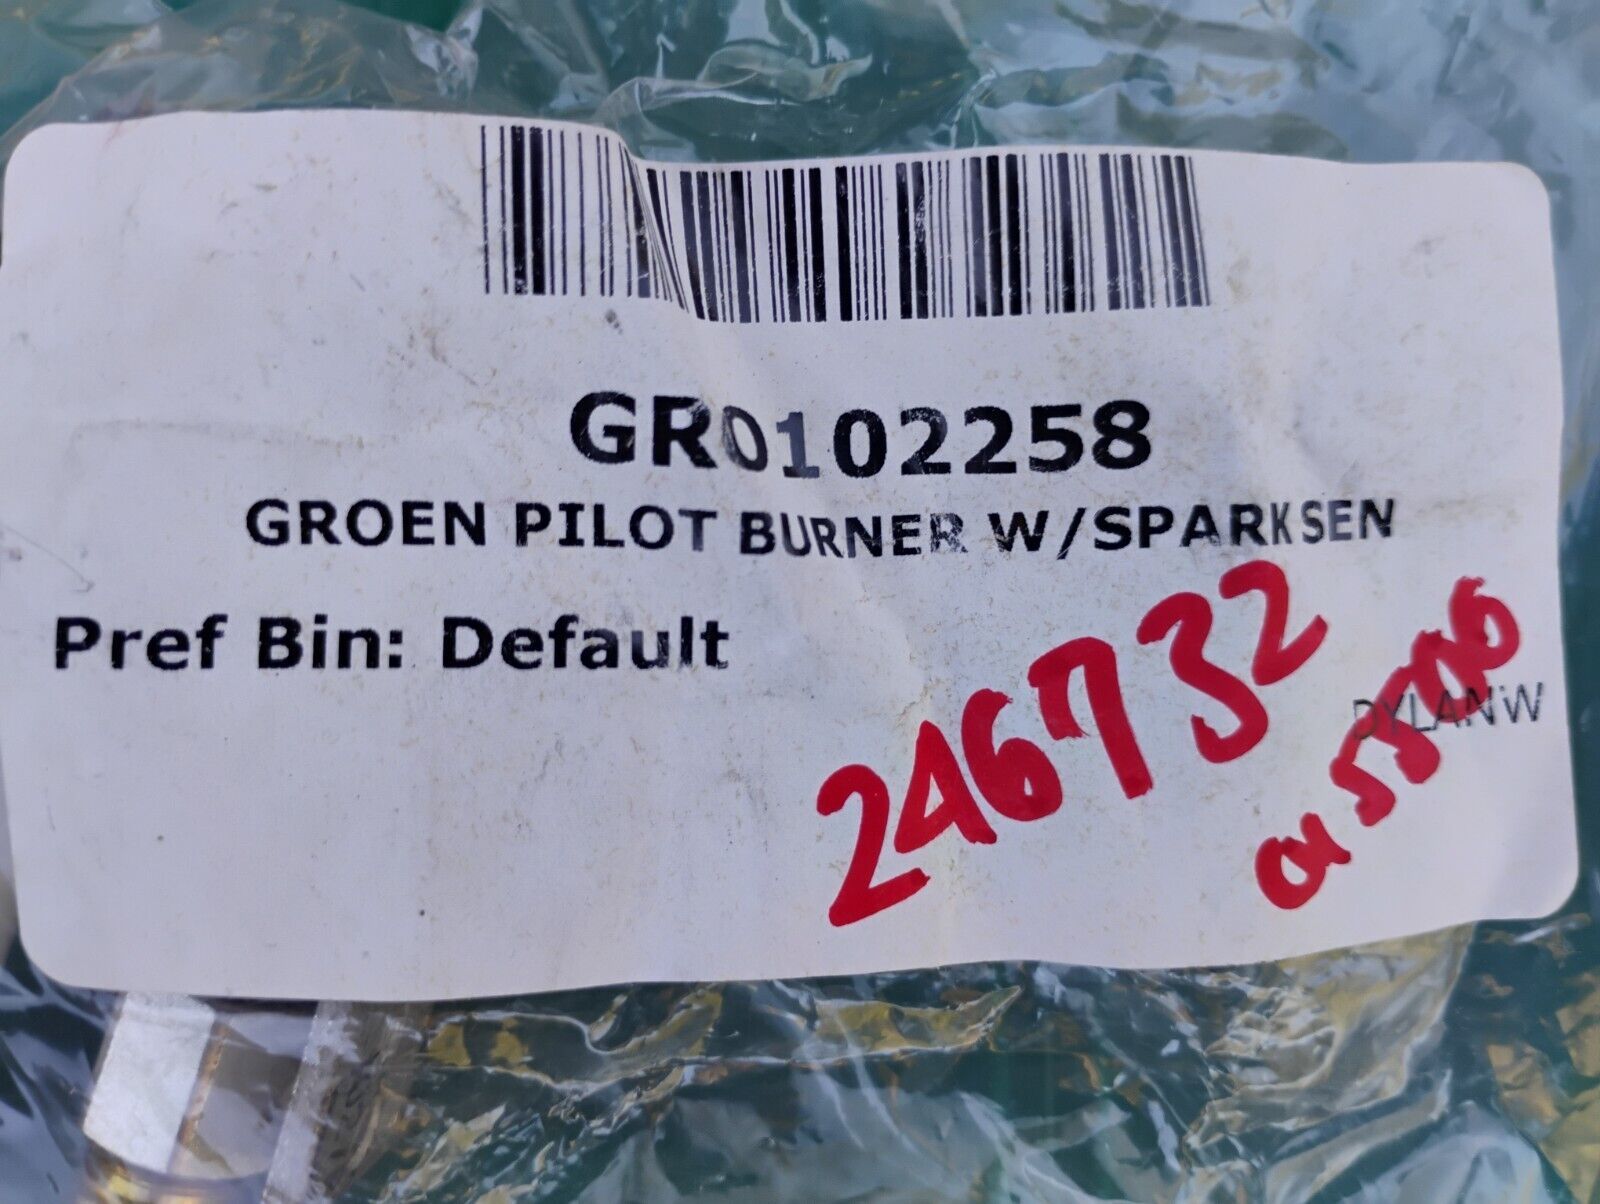 GR0102258
GROEN PILOT BURNER W/SPARKSEN
Pref Bin: Default
246732
DYLANW